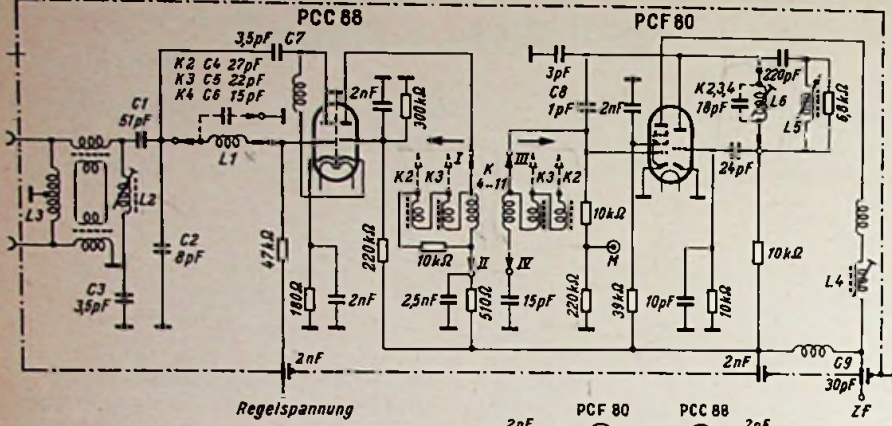 PCC 88
PCF 80
3,5pF C7
K2 C4 27pF
K3 C5 22pF
K4 C6 15pF
C1
51pF
L1
L2
L3
C2
8pF
C3
3,5pF
47kΩ
2nF
300kΩ
180Ω
2nF
220kΩ
K2
K3
I
K
4...11
III
K3
K2
10kΩ
II
IV
2,5nF
510Ω
15pF
3pF
C8
1pF
2nF
10kΩ
M
220kΩ
39kΩ
10pF
10kΩ
24pF
K2,3,4
18pF
L6
220pF
L5
6,8kΩ
10kΩ
L4
2nF
2nF
C9
30pF
Zf
Regelspannung
2nF
PCF 80
PCC 88
2nF